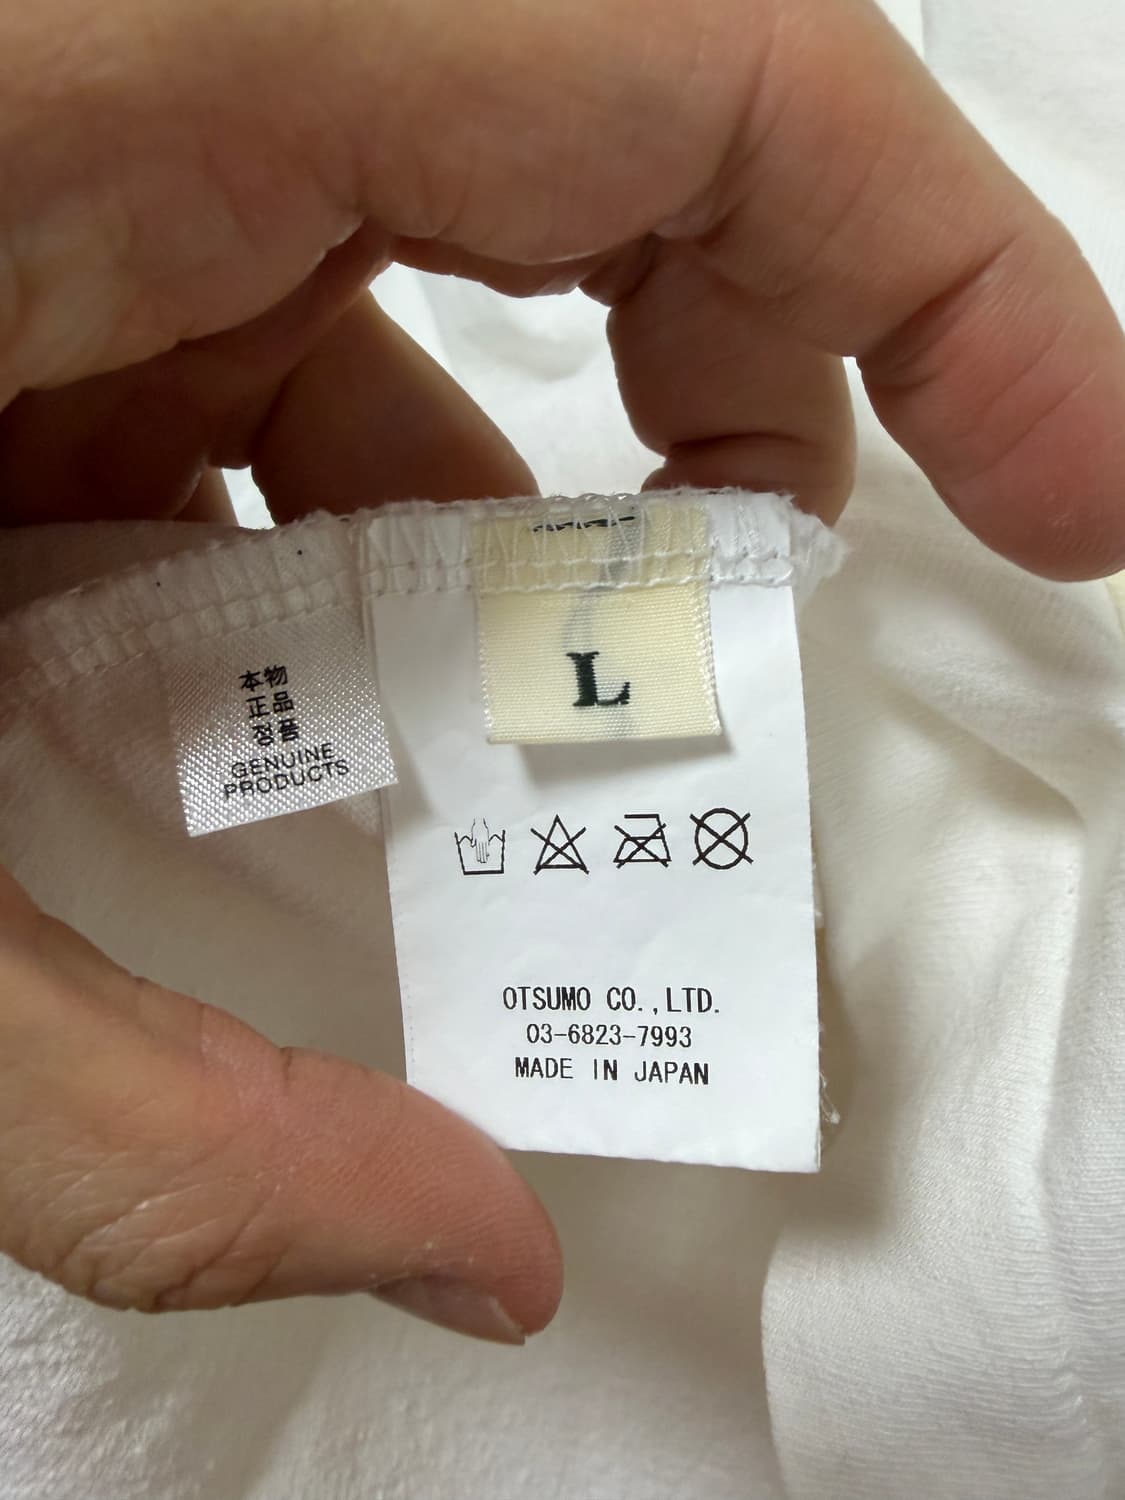 本物
正品
정품
GENUINE
PRODUCTS
L
OTSUMO CO.,LTD.
03-6823-7993
MADE IN JAPAN